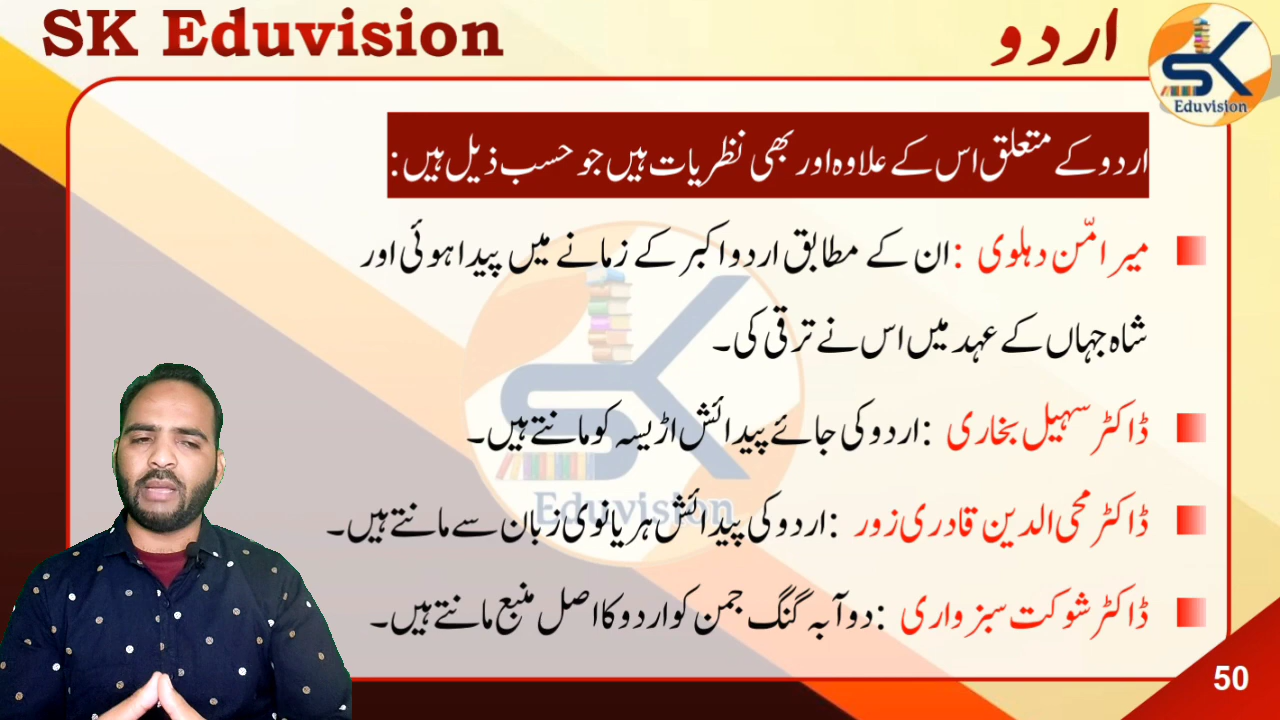 SK Eduvision
اردو
SK
Eduvision
اردو کے متعلق اس کے علاوہ اور بھی نظریات ہیں جو حسب ذیل ہیں:
میر امّن دہلوی : ان کے مطابق اردو اکبر کے زمانے میں پیدا ہوئی اور
شاہ جہاں کے عہد میں اس نے ترقی کی۔
ڈاکٹر سہیل بخاری : اردو کی جائے پیدائش اڑیسہ کو مانتے ہیں۔
ڈاکٹر محی الدین قادری زور : اردو کی پیدائش ہریانوی زبان سے مانتے ہیں۔
ڈاکٹر شوکت سبزواری : دوآبہ گنگ جمن کو اردو کا اصل منبع مانتے ہیں۔
SK
Eduvision
50